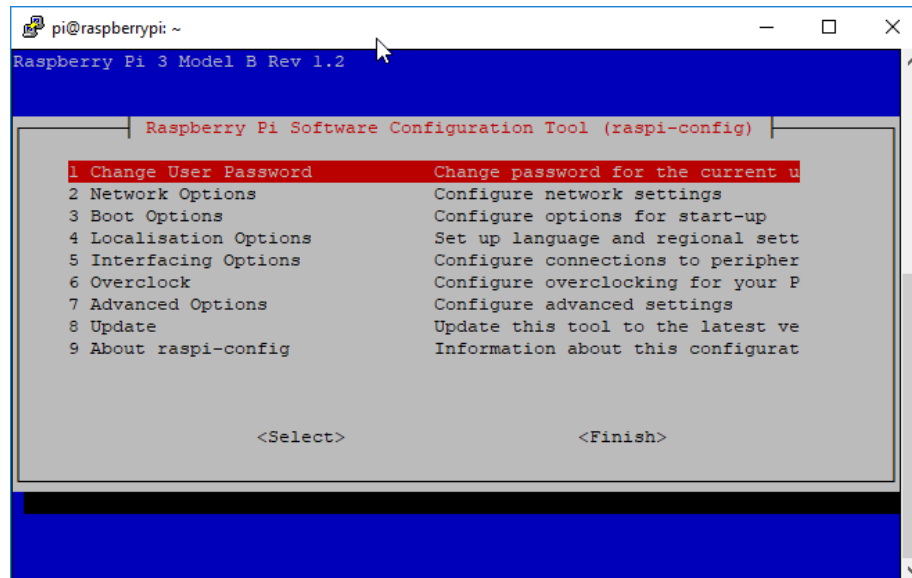 pi@raspberrypi: ~
Raspberry Pi 3 Model B Rev 1.2
Raspberry Pi Software Configuration Tool (raspi-config)
1 Change User Password Change password for the current u
2 Network Options Configure network settings
3 Boot Options Configure options for start-up
4 Localisation Options Set up language and regional sett
5 Interfacing Options Configure connections to peripher
6 Overclock Configure overclocking for your P
7 Advanced Options Configure advanced settings
8 Update Update this tool to the latest ve
9 About raspi-config Information about this configurat
<Select> <Finish>